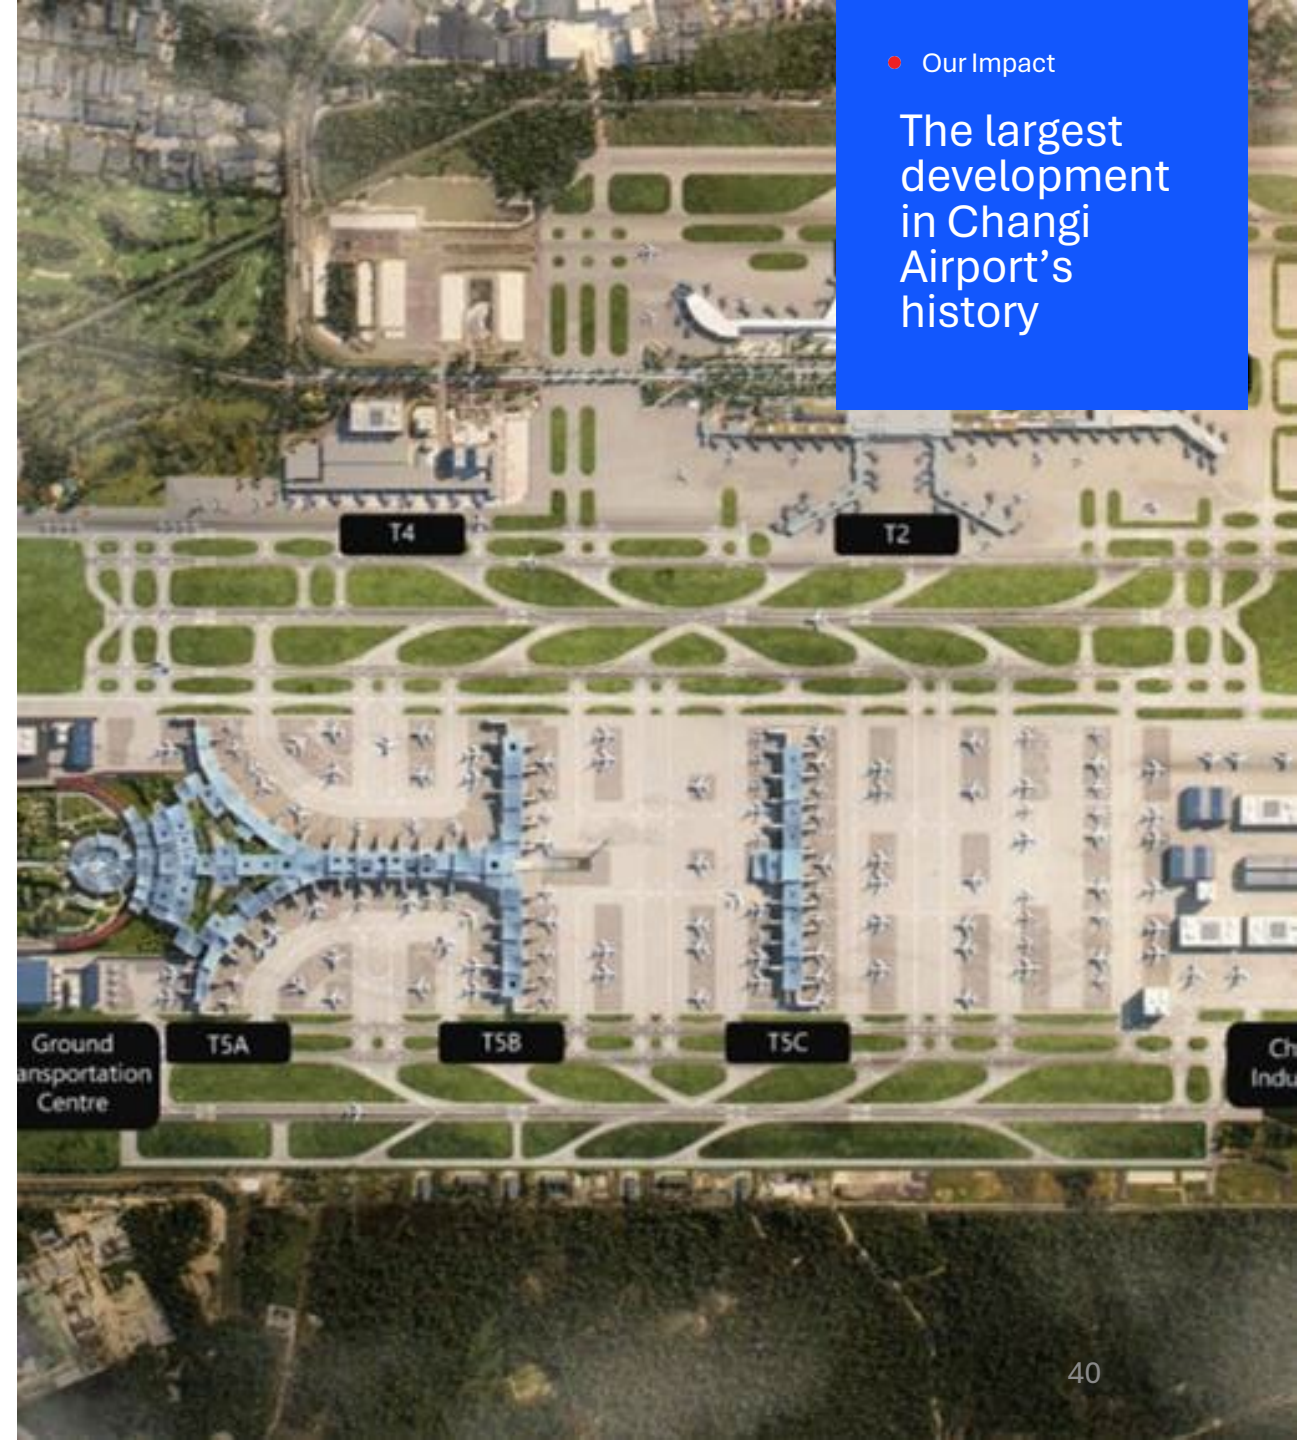 Our Impact
The largest
development
in Changi
Airport’s
history
T4
T2
Ground
ansportation
Centre
T5A
T5B
T5C
Ch
Indu
40